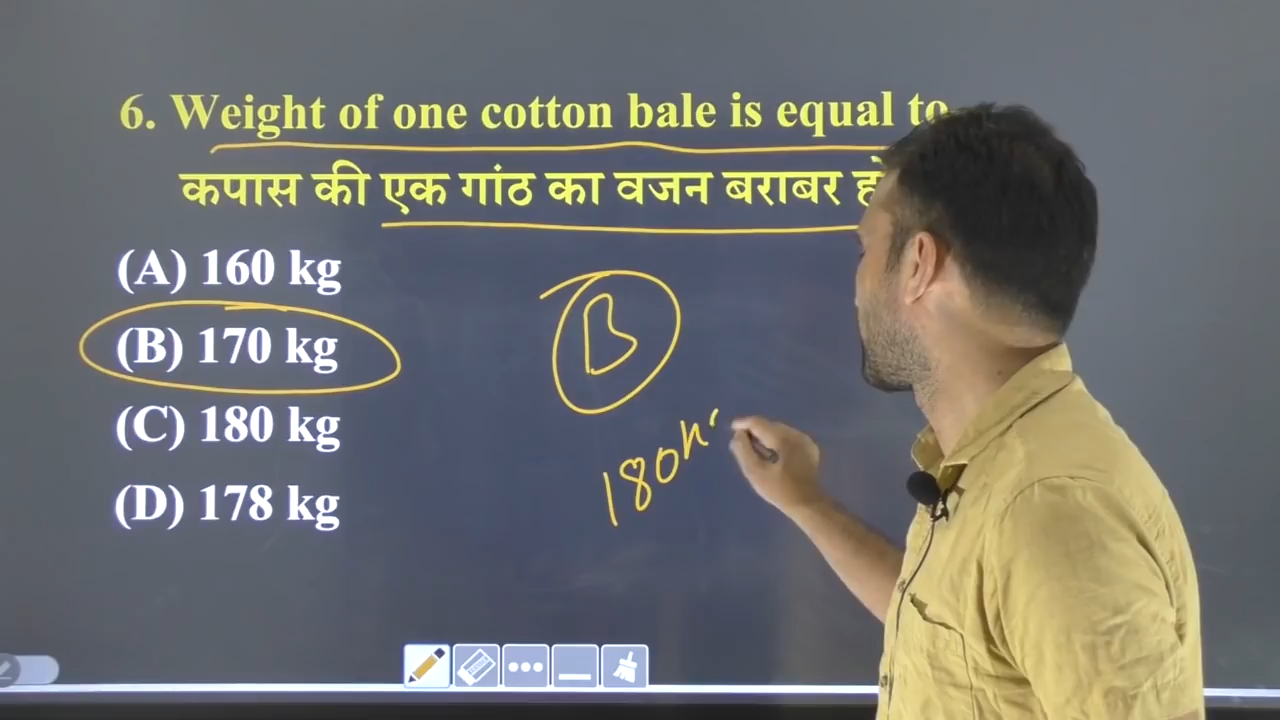 6. Weight of one cotton bale is equal to
कपास की एक गांठ का वजन बराबर
(A) 160 kg
(B) 170 kg
B
(C) 180 kg
180
(D) 178 kg